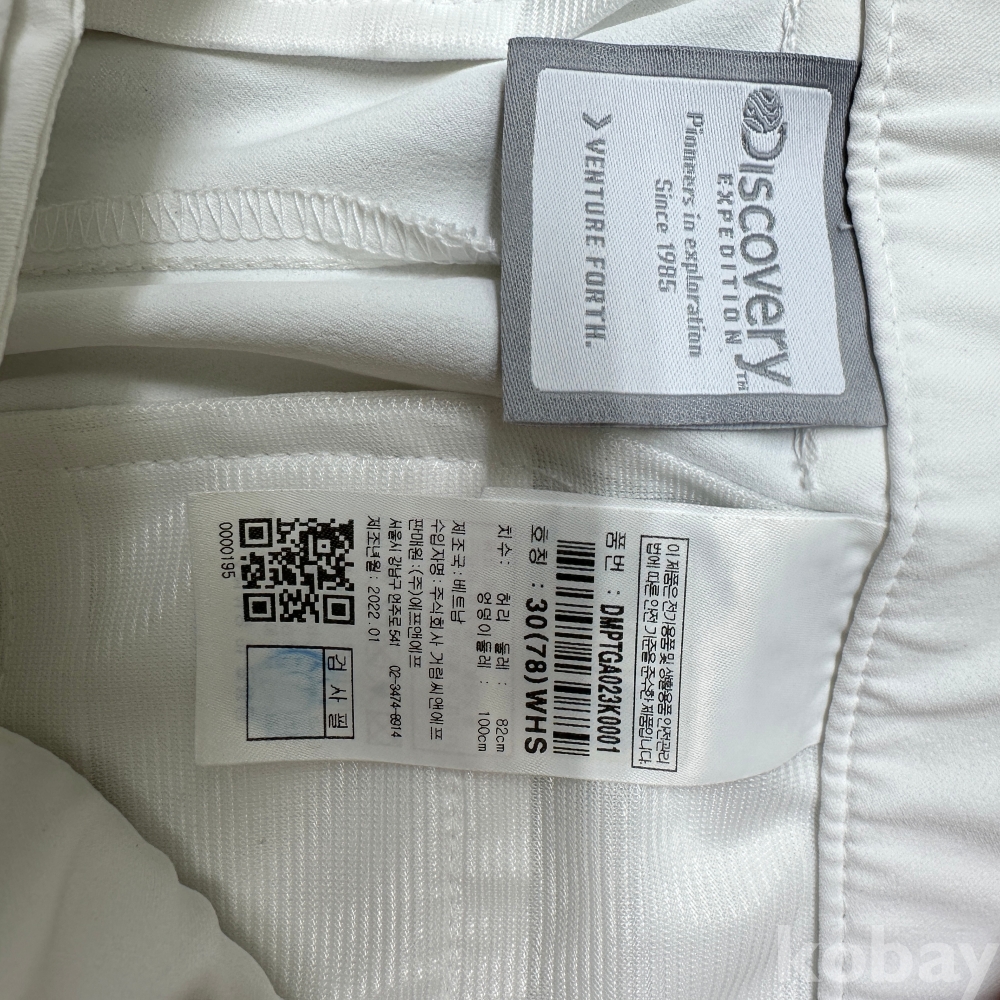 Discovery
EXPEDITION™
Pioneers in exploration
Since 1985
VENTURE FORTH.
이 제품은 전기용품 및 생활용품 안전관리
법에 따른 안전 기준을 준수한 제품입니다.
품번 : DMPTGA023K0001
호칭 : 30(78)WHS
치수: 허리 둘레 : 82cm
엉덩이둘레 : 100cm
제조국:베트남
수입자명:주식회사 거림씨앤에프
판매원:(주)에프앤에프
서울시 강남구 언주로 541 02-3474-6914
제조년월: 2022.01
검사필
0000195
kobay